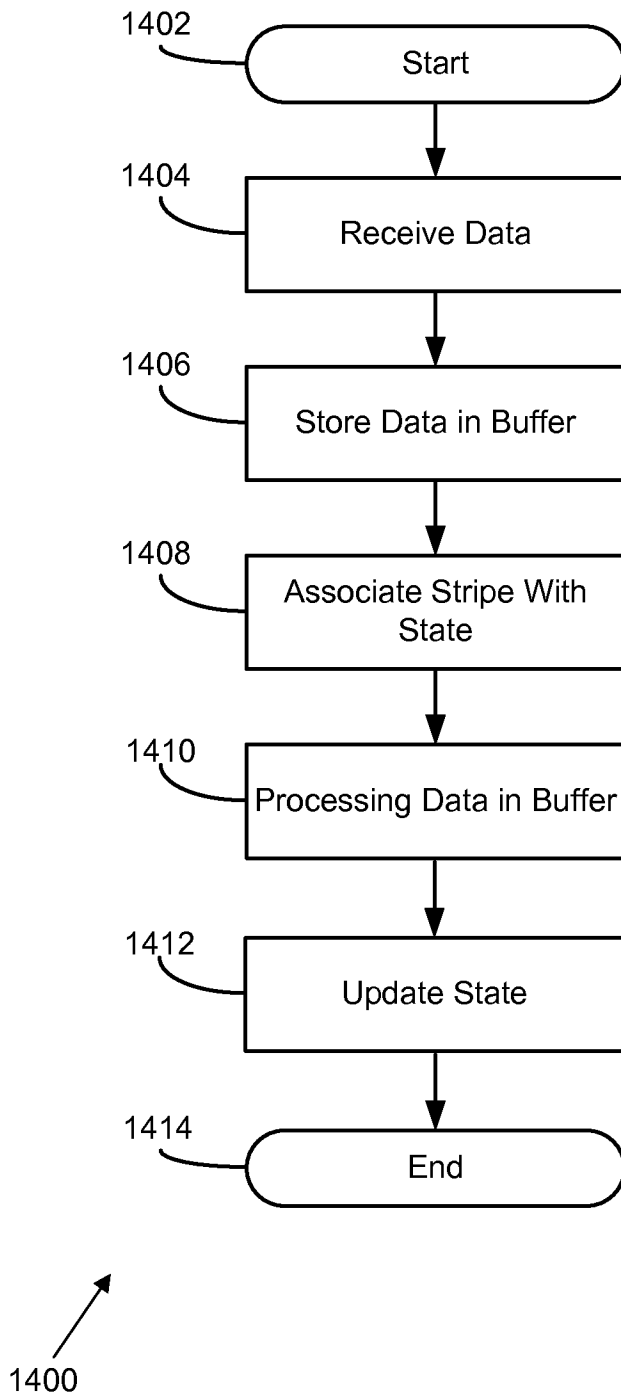 1402
Start
1404
Receive Data
1406
Store Data in Buffer
1408
Associate Stripe With
State
1410
Processing Data in Buffer
1412
Update State
1414
End
1400